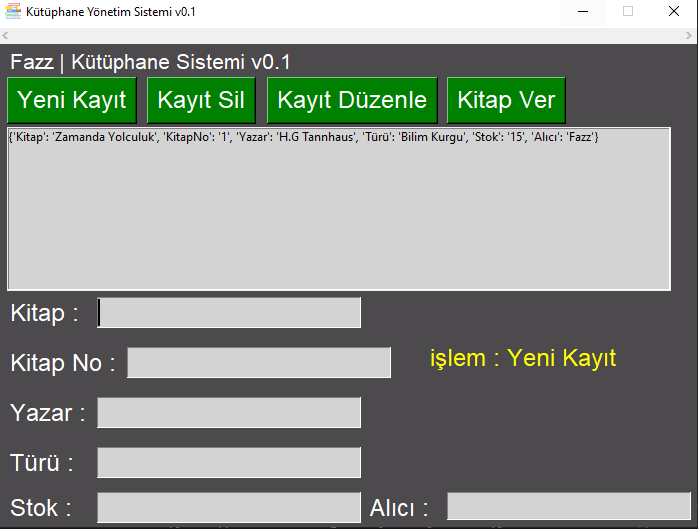 Kütüphane Yönetim Sistemi v0.1
Fazz | Kütüphane Sistemi v0.1
Yeni Kayıt Kayıt Sil Kayıt Düzenle Kitap Ver
{'Kitap': 'Zamanda Yolculuk', 'KitapNo': '1', 'Yazar': 'H.G Tannhaus', 'Türü': 'Bilim Kurgu', 'Stok': '15', 'Alıcı': 'Fazz'}
Kitap :
Kitap No :
işlem : Yeni Kayıt
Yazar :
Türü :
Stok : Alıcı :